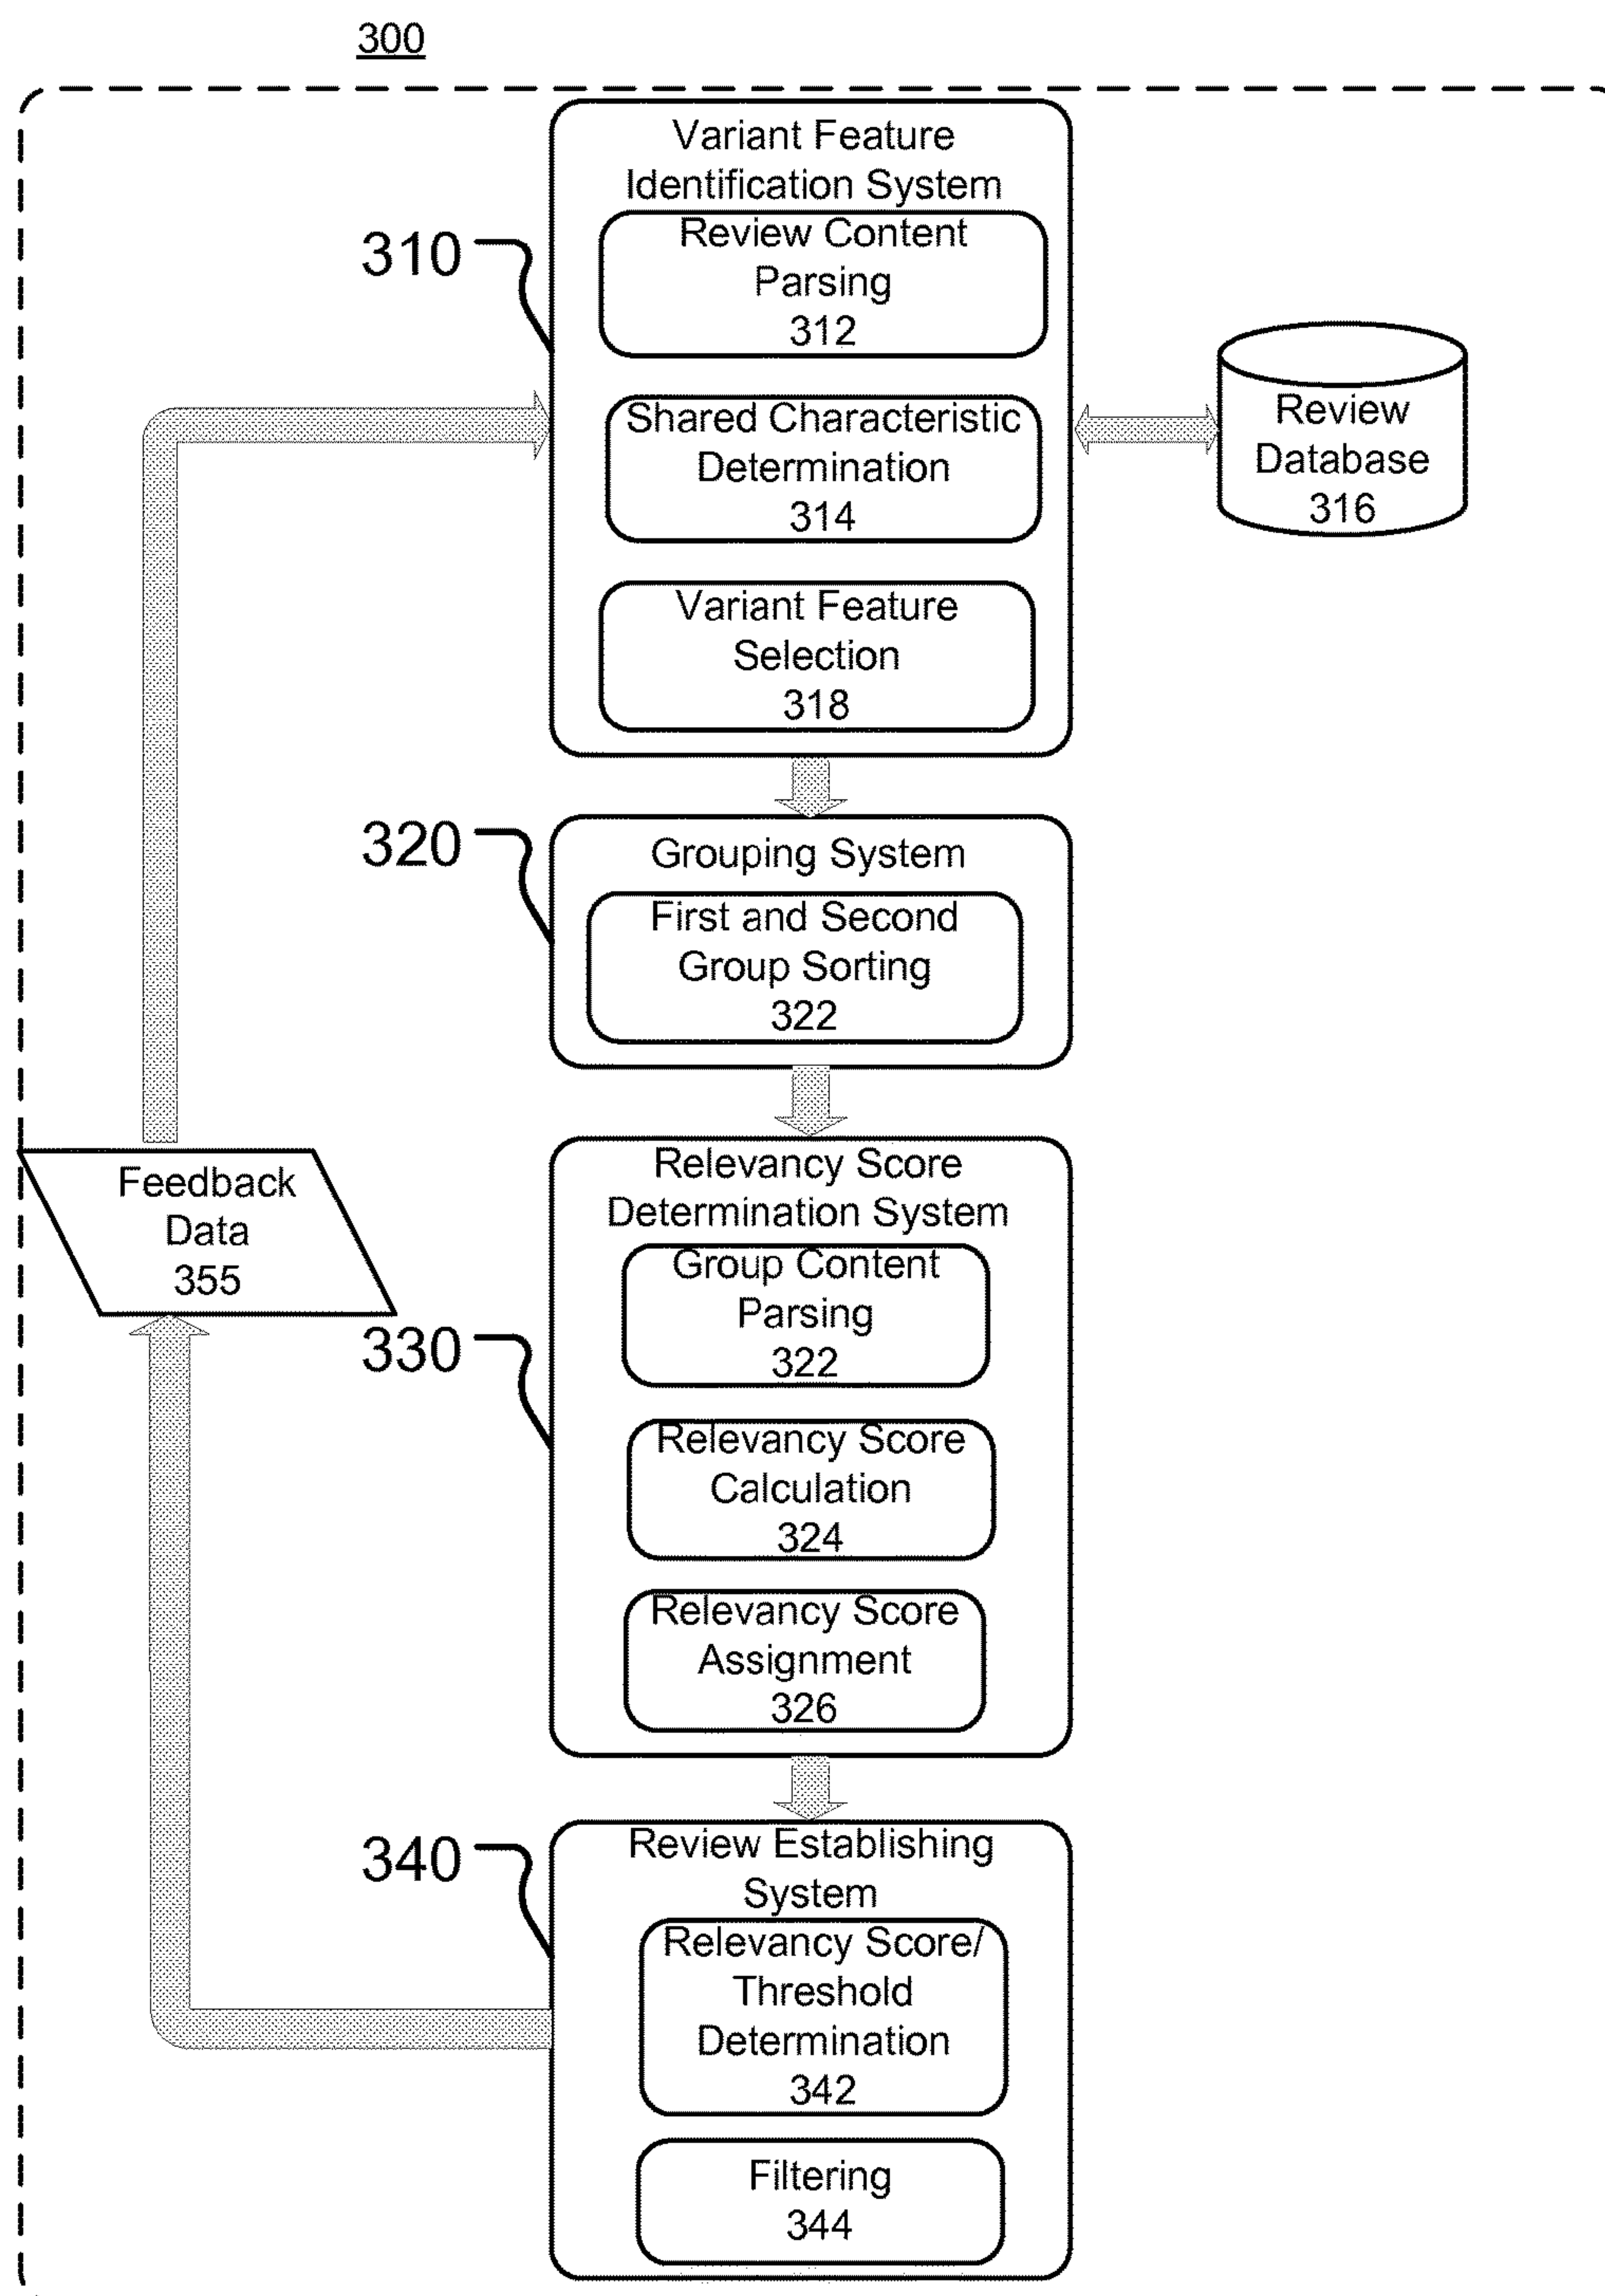 300
Variant Feature
Identification System
310
Review Content
Parsing
312
Shared Characteristic
Determination
314
Review
Database
316
Variant Feature
Selection
318
320
Grouping System
First and Second
Group Sorting
322
Relevancy Score
Determination System
Feedback
Data
355
330
Group Content
Parsing
322
Relevancy Score
Calculation
324
Relevancy Score
Assignment
326
340
Review Establishing
System
Relevancy Score/
Threshold
Determination
342
Filtering
344